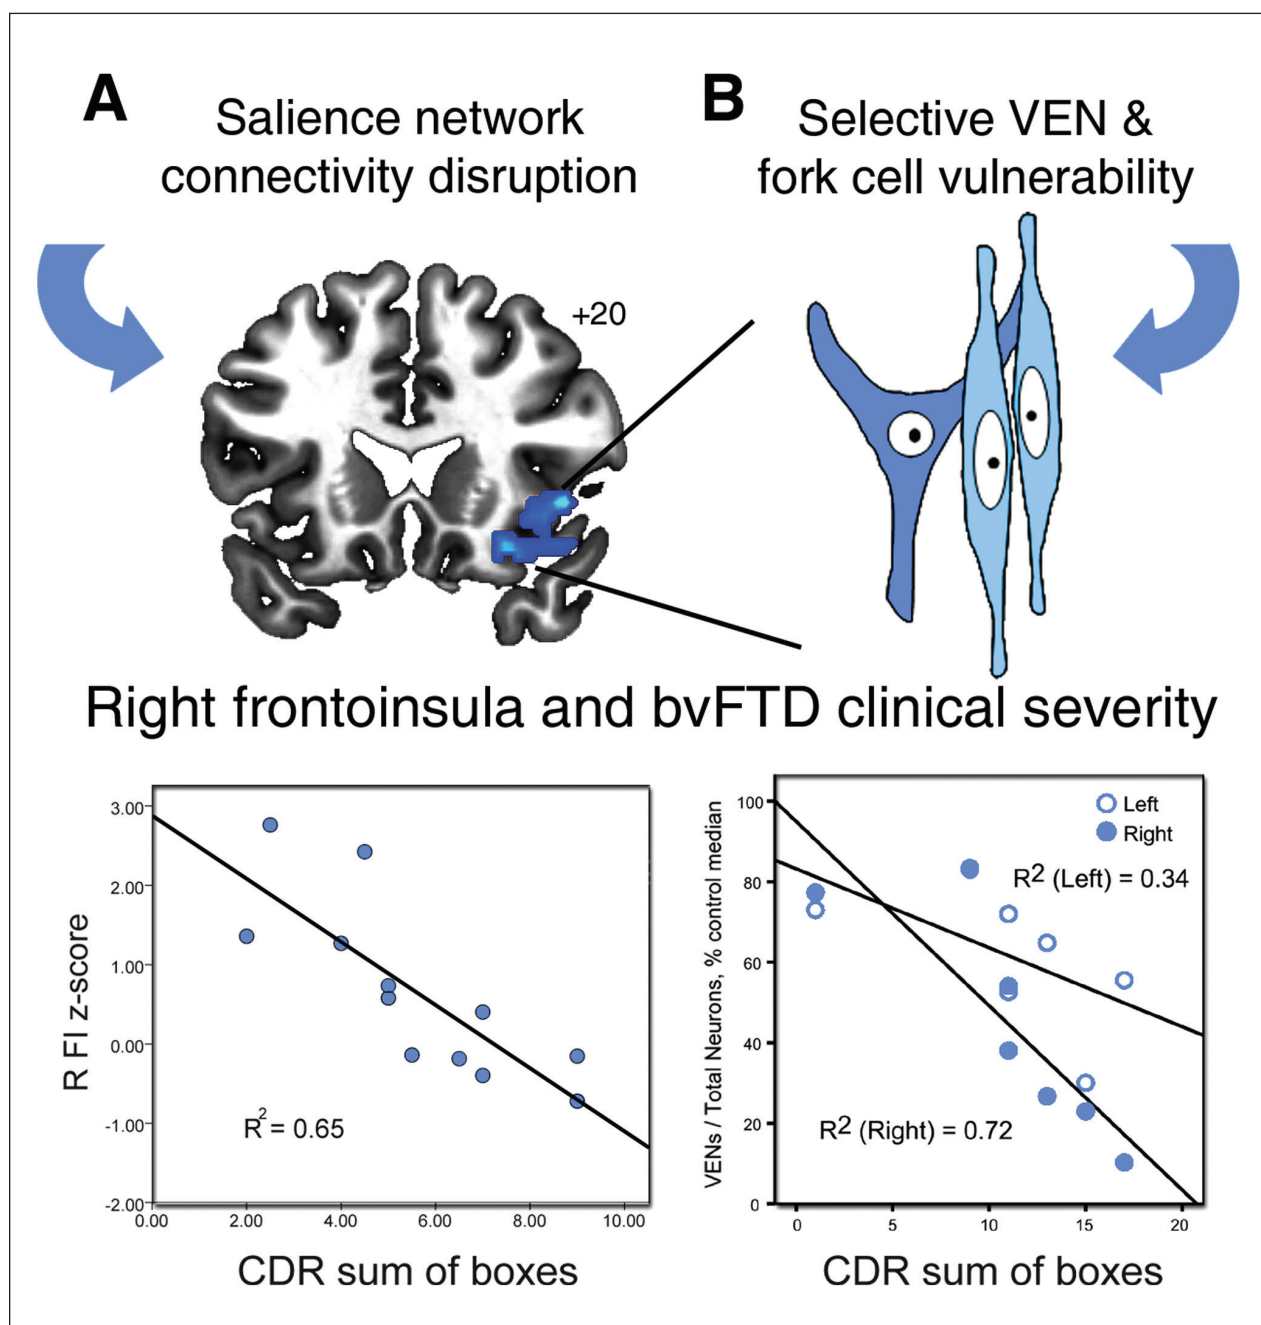 A
Salience network
connectivity disruption
B
Selective VEN &
fork cell vulnerability
+20
Right frontoinsula and bvFTD clinical severity
R FI z-score
3.00
2.00
1.00
0.00
-1.00
-2.00
R² = 0.65
0.00 2.00 4.00 6.00 8.00 10.00
CDR sum of boxes
VENs / Total Neurons, % control median
100
80
60
40
20
0
Left
Right
R² (Left) = 0.34
R² (Right) = 0.72
0 5 10 15 20
CDR sum of boxes